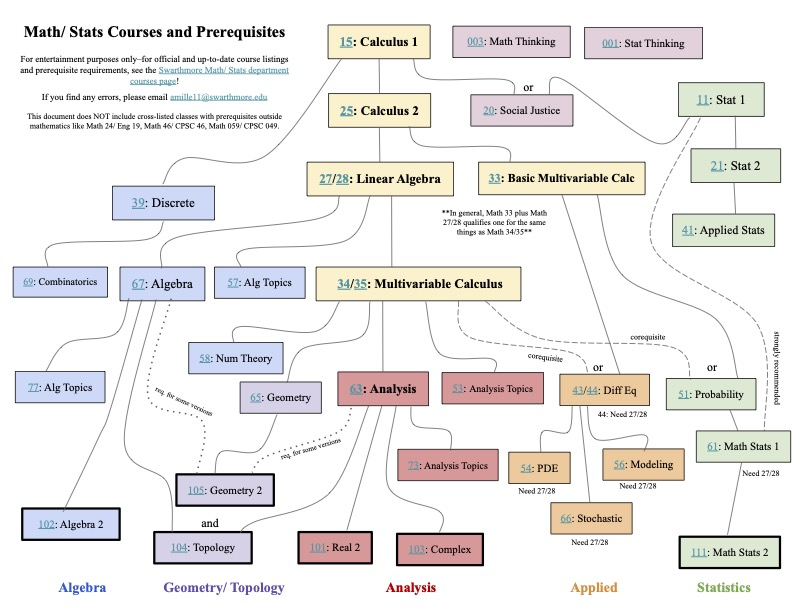 Math/ Stats Courses and Prerequisites
For entertainment purposes only–for official and up-to-date course listings
and prerequisite requirements, see the Swarthmore Math/ Stats department
courses page!
If you find any errors, please email amille11@swarthmore.edu
This document does NOT include cross-listed classes with prerequisites outside
mathematics like Math 24/ Eng 19, Math 46/ CPSC 46, Math 059/ CPSC 049.
15: Calculus 1
003: Math Thinking
001: Stat Thinking
or
25: Calculus 2
20: Social Justice
11: Stat 1
27/28: Linear Algebra
33: Basic Multivariable Calc
21: Stat 2
39: Discrete
**In general, Math 33 plus Math
27/28 qualifies one for the same
things as Math 34/35**
41: Applied Stats
69: Combinatorics
67: Algebra
57: Alg Topics
34/35: Multivariable Calculus
corequisite
corequisite
strongly recommended
58: Num Theory
or
or
77: Alg Topics
65: Geometry
63: Analysis
53: Analysis Topics
43/44: Diff Eq
51: Probability
44: Need 27/28
req. for some versions
req. for some versions
61: Math Stats 1
Need 27/28
73: Analysis Topics
54: PDE
Need 27/28
56: Modeling
Need 27/28
105: Geometry 2
66: Stochastic
Need 27/28
102: Algebra 2
and
104: Topology
101: Real 2
103: Complex
111: Math Stats 2
Algebra
Geometry/ Topology
Analysis
Applied
Statistics